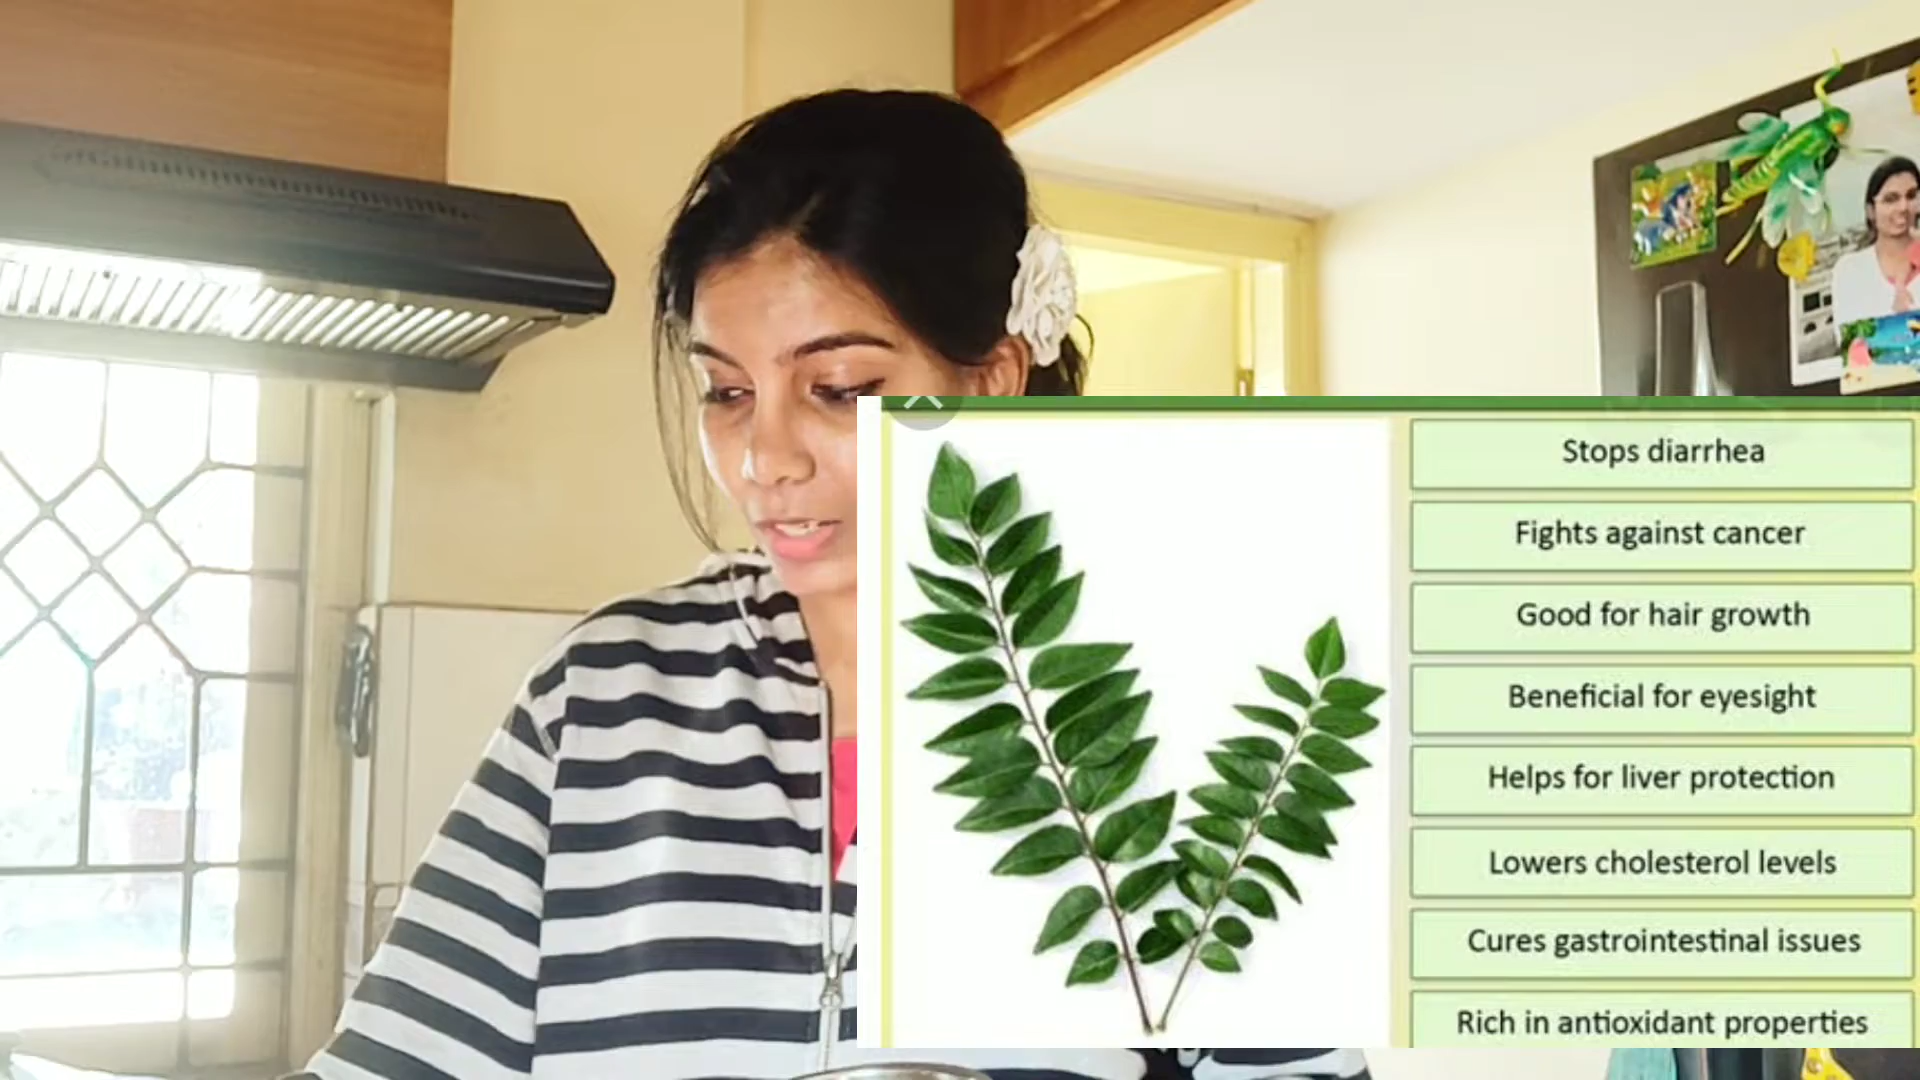 Stops diarrhea
Fights against cancer
Good for hair growth
Beneficial for eyesight
Helps for liver protection
Lowers cholesterol levels
Cures gastrointestinal issues
Rich in antioxidant properties